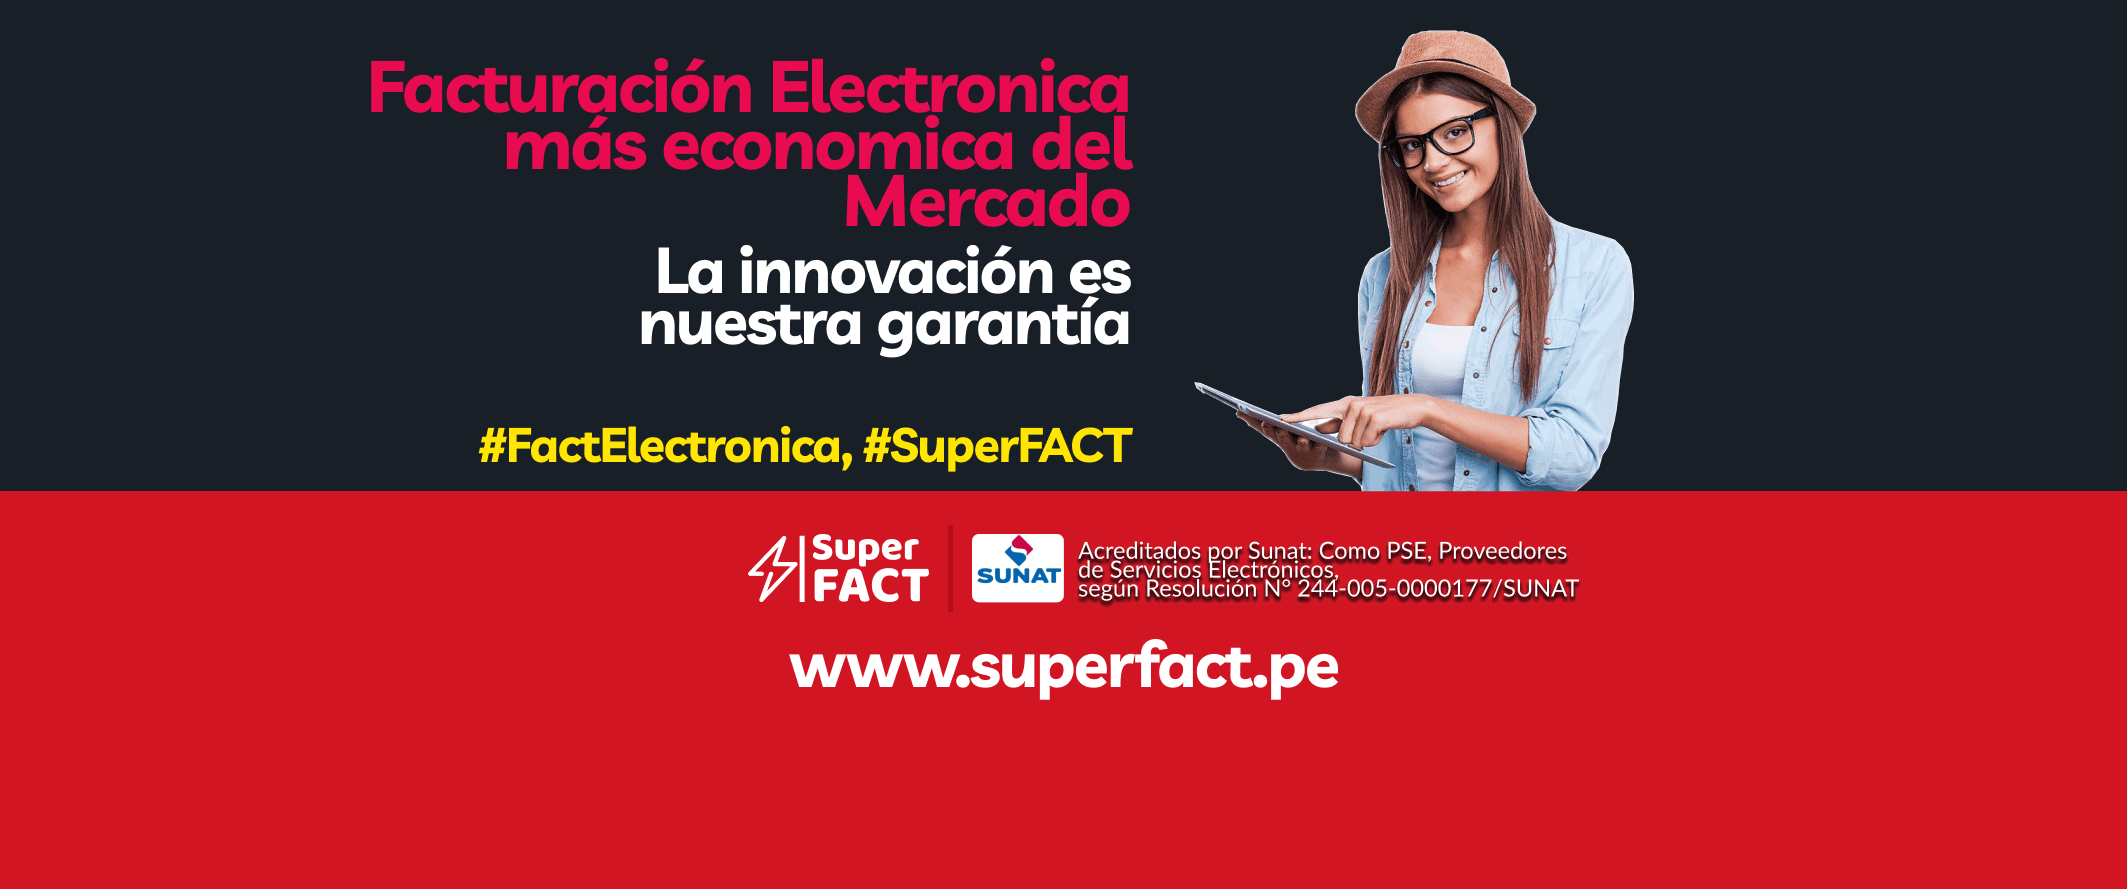 Facturación Electronica
más economica del
Mercado
La innovación es
nuestra garantía
#FactElectronica, #SuperFACT
Super
FACT
SUNAT
Acreditados por Sunat: Como PSE, Proveedores
de Servicios Electrónicos,
según Resolución N° 244-005-0000177/SUNAT
www.superfact.pe